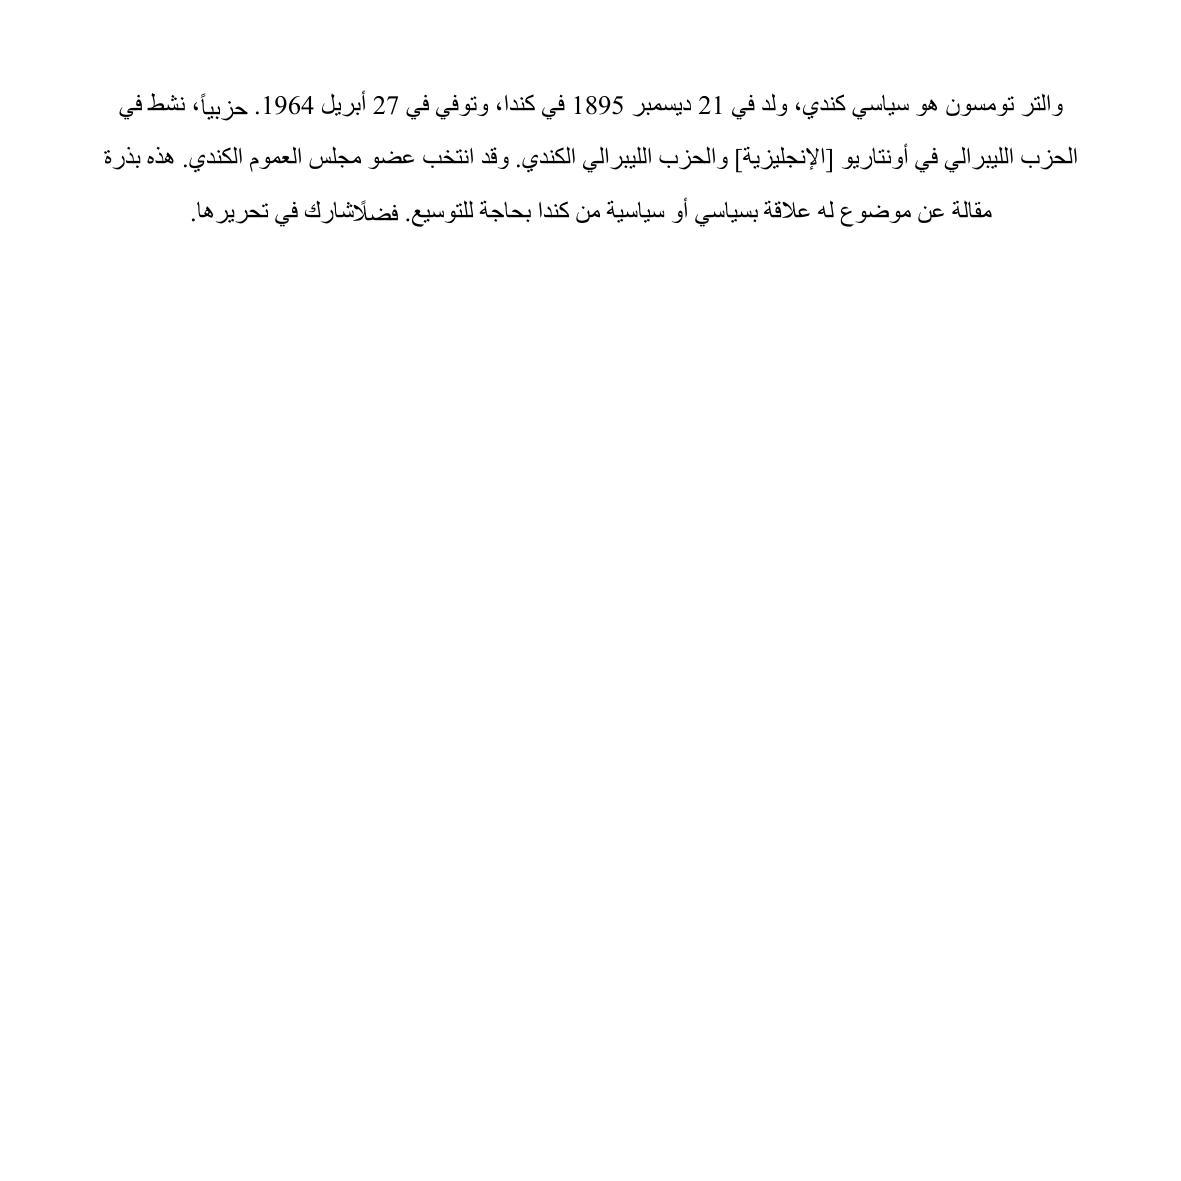 والتر تومسون هو سياسي كندي، ولد في 21 ديسمبر 1895 في كندا، وتوفي في 27 أبريل 1964. حزبياً، نشط في
الحزب الليبرالي في أونتاريو [الإنجليزية] والحزب الليبرالي الكندي. وقد انتخب عضو مجلس العموم الكندي. هذه بذرة
مقالة عن موضوع له علاقة بسياسي أو سياسية من كندا بحاجة للتوسيع. فضلًاشارك في تحريرها.